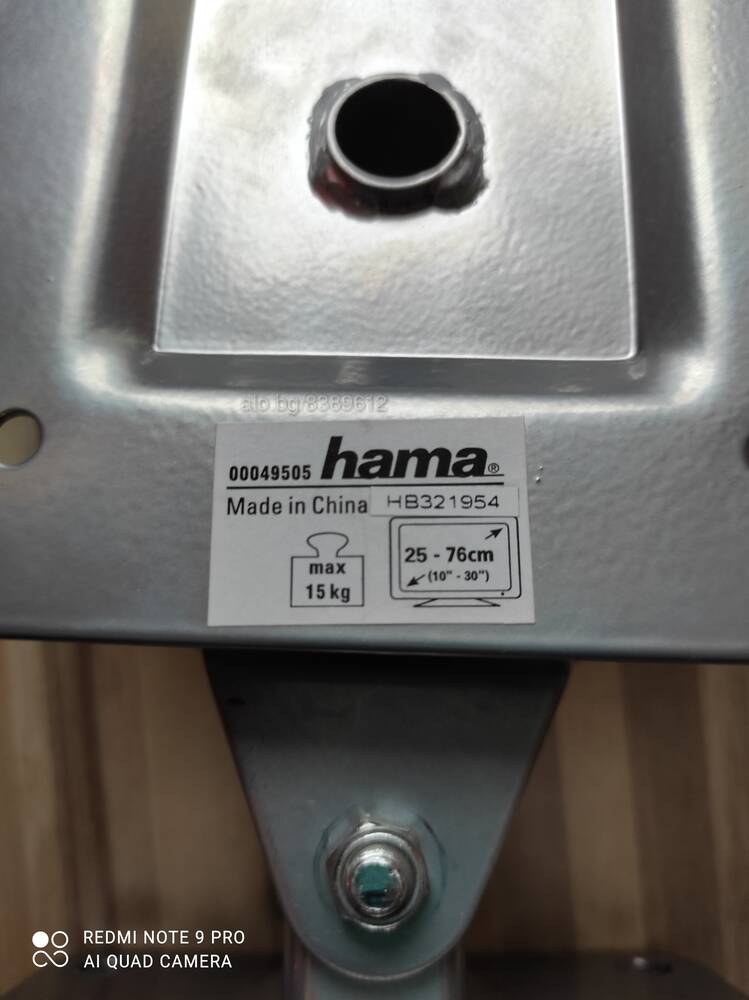 alo.bg 8389612
00049505 hama®
Made in China HB321954
max
15 kg
25 - 76cm
(10" - 30")
REDMI NOTE 9 PRO
AI QUAD CAMERA